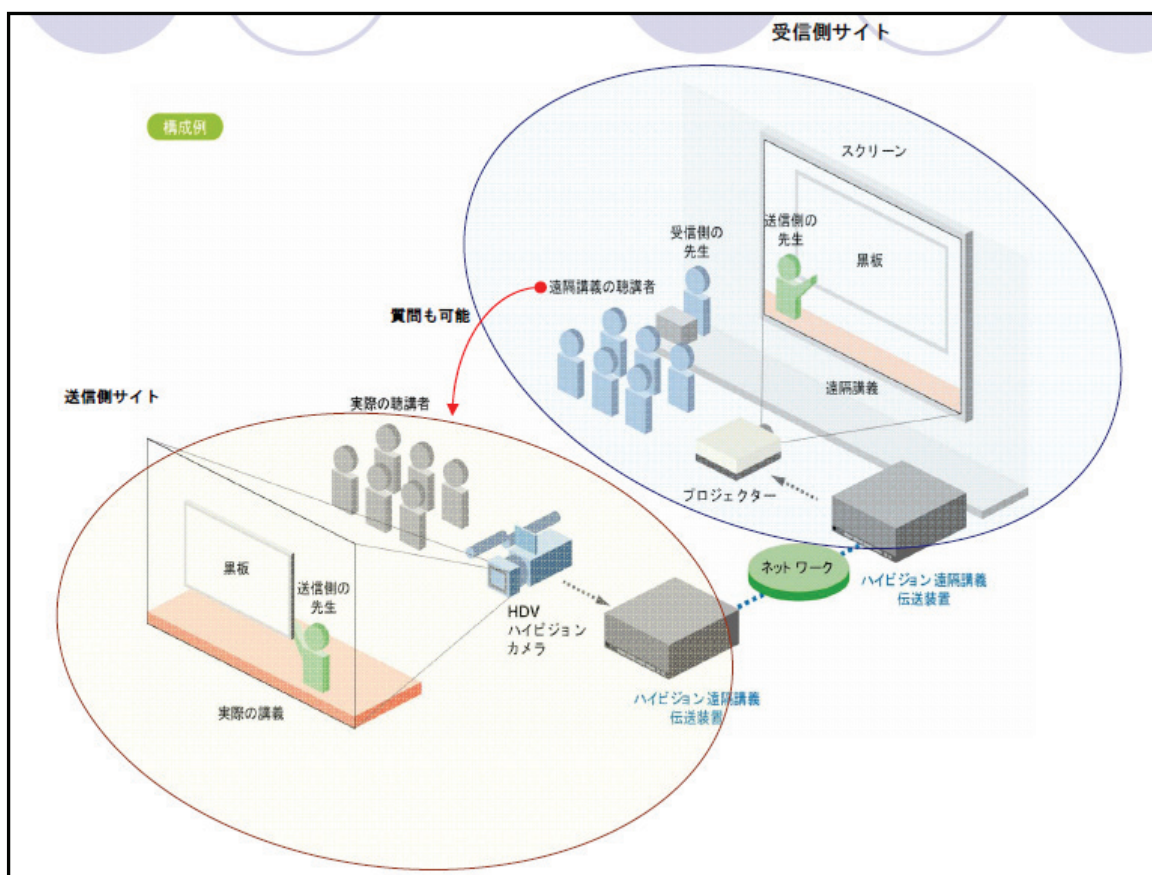 受信側サイト
構成例
スクリーン
送信側の
先生
黒板
受信側の
先生
遠隔講義の聴講者
質問も可能
遠隔講義
送信側サイト
実際の聴講者
プロジェクター
ネットワーク
ハイビジョン遠隔講義
伝送装置
黒板
送信側の
先生
HDV
ハイビジョン
カメラ
実際の講義
ハイビジョン遠隔講義
伝送装置